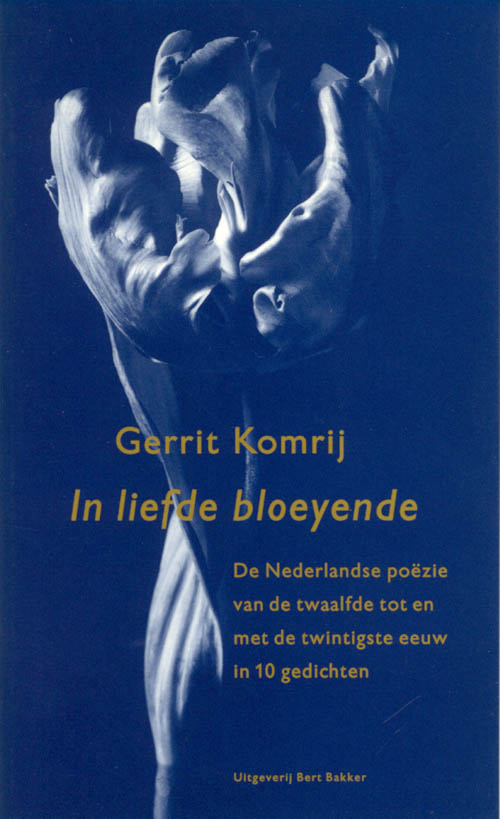 Gerrit Komrij
In liefde bloeyende
De Nederlandse poëzie
van de twaalfde tot en
met de twintigste eeuw
in 10 gedichten
Uitgeverij Bert Bakker